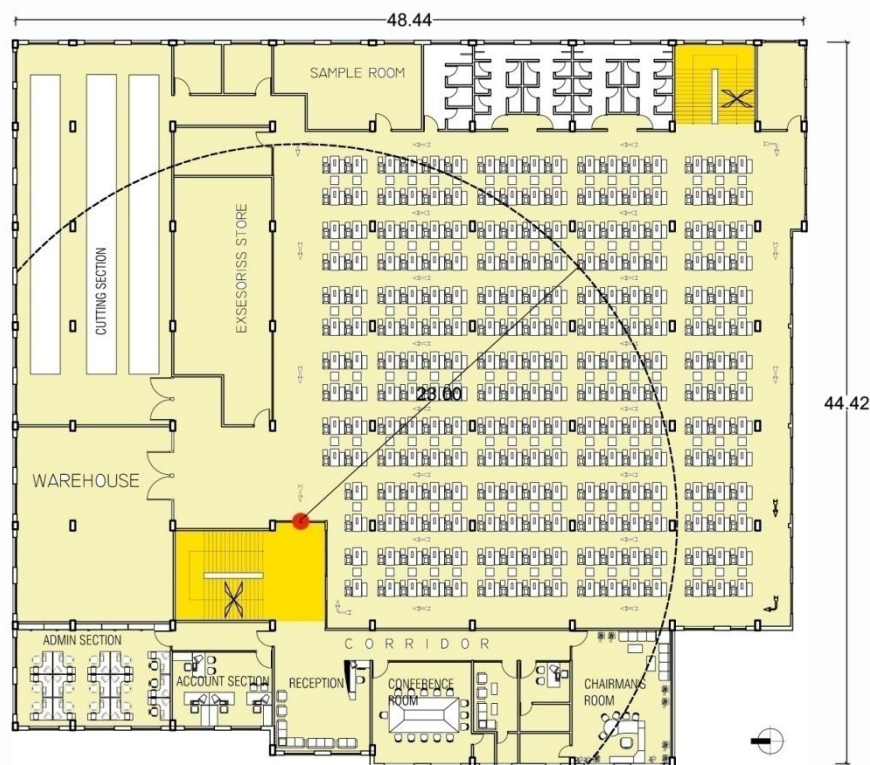 48.44
SAMPLE ROOM
EXSESORISS STORE
CUTTING SECTION
23.00
44.42
WAREHOUSE
CORRIDOR
ADMIN SECTION
ACCOUNT SECTION
RECEPTION
CONFERENCE
ROOM
CHAIRMANS
ROOM